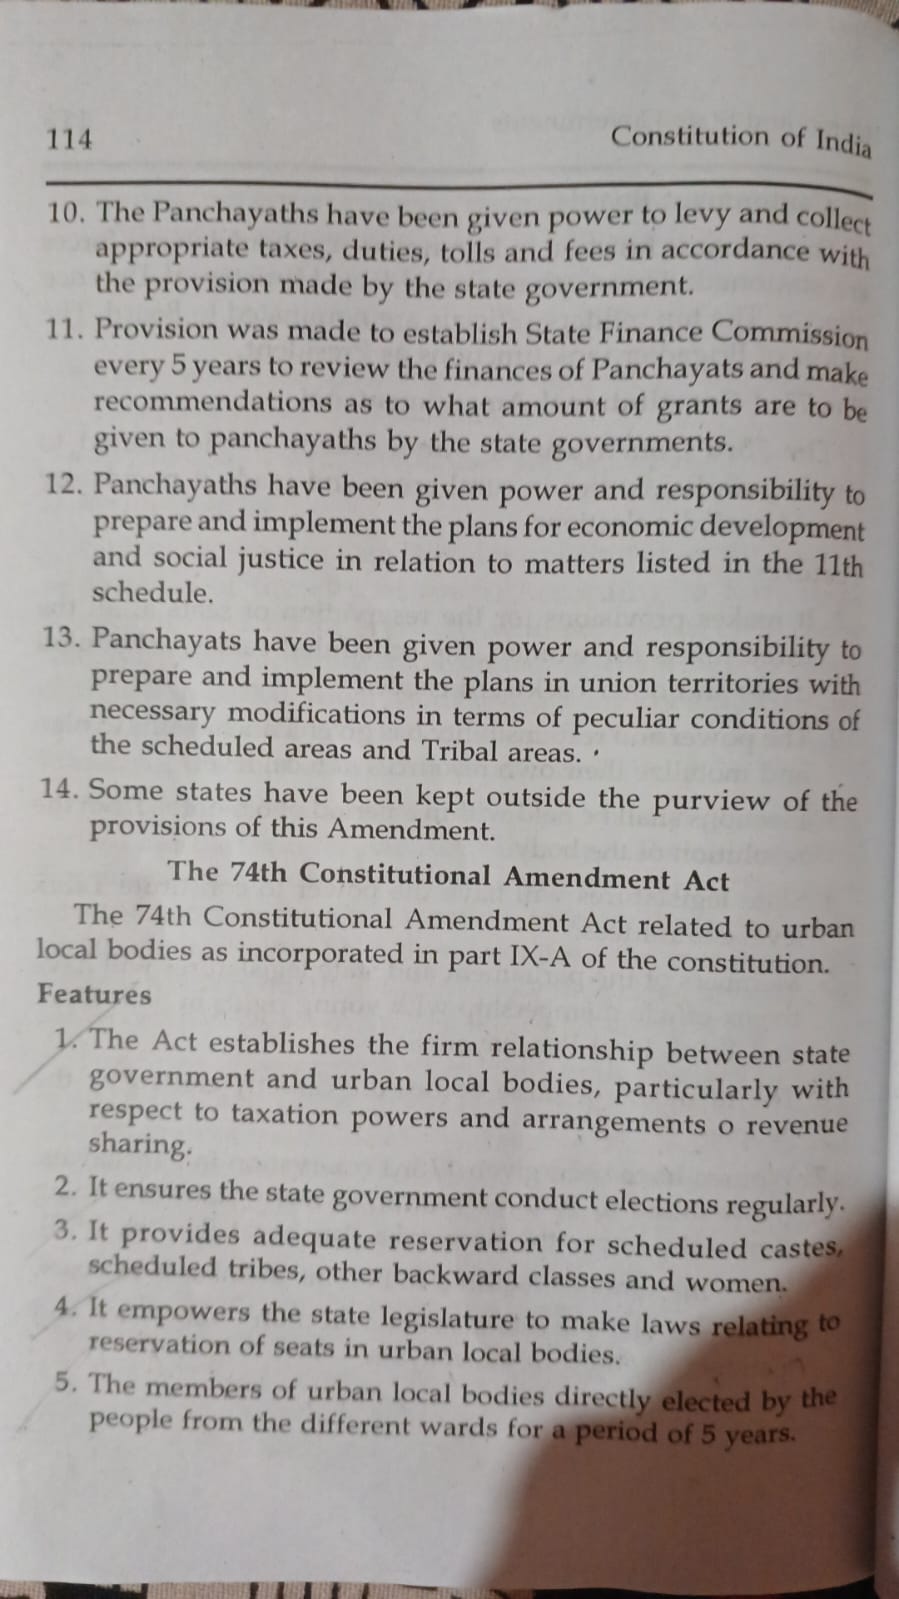 114
Constitution of India
10. The Panchayaths have been given power to levy and collect
appropriate taxes, duties, tolls and fees in accordance with
the provision made by the state government.
11. Provision was made to establish State Finance Commission
every 5 years to review the finances of Panchayats and make
recommendations as to what amount of grants are to be
given to panchayaths by the state governments.
12. Panchayaths have been given power and responsibility to
prepare and implement the plans for economic development
and social justice in relation to matters listed in the 11th
schedule.
13. Panchayats have been given power and responsibility to
prepare and implement the plans in union territories with
necessary modifications in terms of peculiar conditions of
the scheduled areas and Tribal areas.
14. Some states have been kept outside the purview of the
provisions of this Amendment.
The 74th Constitutional Amendment Act
The 74th Constitutional Amendment Act related to urban
local bodies as incorporated in part IX-A of the constitution.
Features
1. The Act establishes the firm relationship between state
government and urban local bodies, particularly with
respect to taxation powers and arrangements o revenue
sharing.
2. It ensures the state government conduct elections regularly.
3. It provides adequate reservation for scheduled castes,
scheduled tribes, other backward classes and women.
4. It empowers the state legislature to make laws relating to
reservation of seats in urban local bodies.
5. The members of urban local bodies directly elected by the
people from the different wards for a period of 5 years.